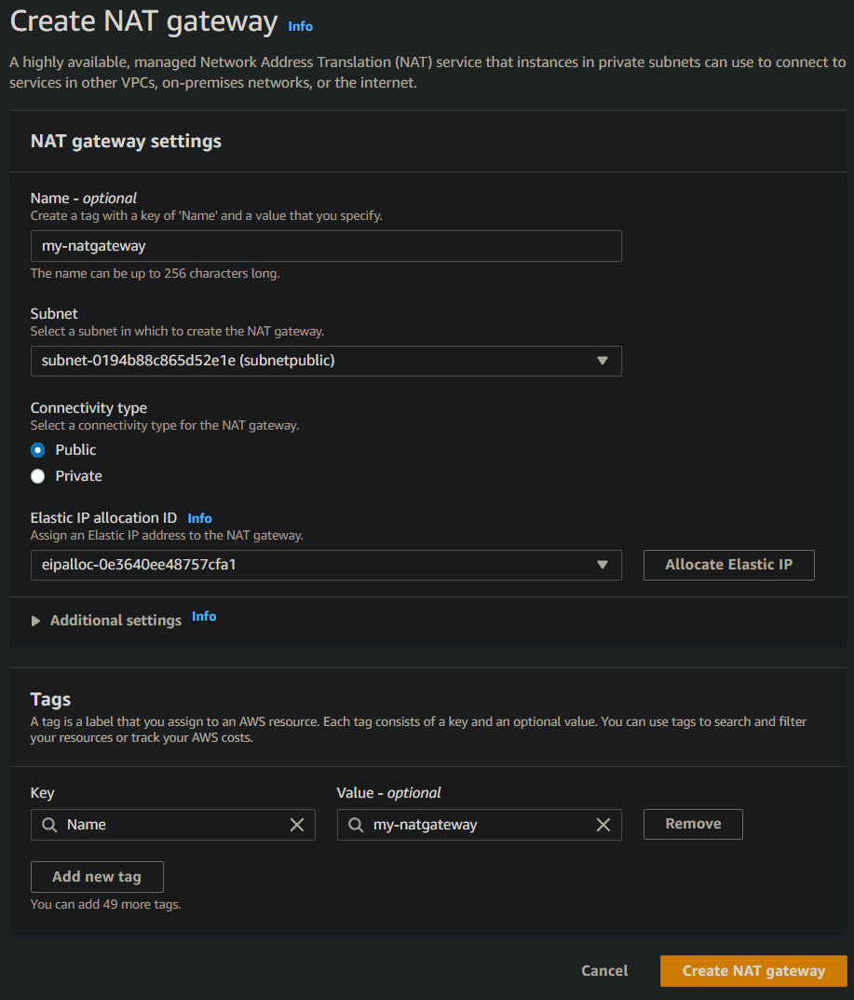 Create NAT gateway Info
A highly available, managed Network Address Translation (NAT) service that instances in private subnets can use to connect to
services in other VPCs, on-premises networks, or the internet.
NAT gateway settings
Name - optional
Create a tag with a key of 'Name' and a value that you specify.
my-natgateway
The name can be up to 256 characters long.
Subnet
Select a subnet in which to create the NAT gateway.
subnet-0194b88c865d52e1e (subnetpublic)
Connectivity type
Select a connectivity type for the NAT gateway.
Public
Private
Elastic IP allocation ID Info
Assign an Elastic IP address to the NAT gateway.
eipalloc-0e3640ee48757cfa1 Allocate Elastic IP
Additional settings Info
Tags
A tag is a label that you assign to an AWS resource. Each tag consists of a key and an optional value. You can use tags to search and filter
your resources or track your AWS costs.
Key Value - optional
Name my-natgateway Remove
Add new tag
You can add 49 more tags.
Cancel Create NAT gateway